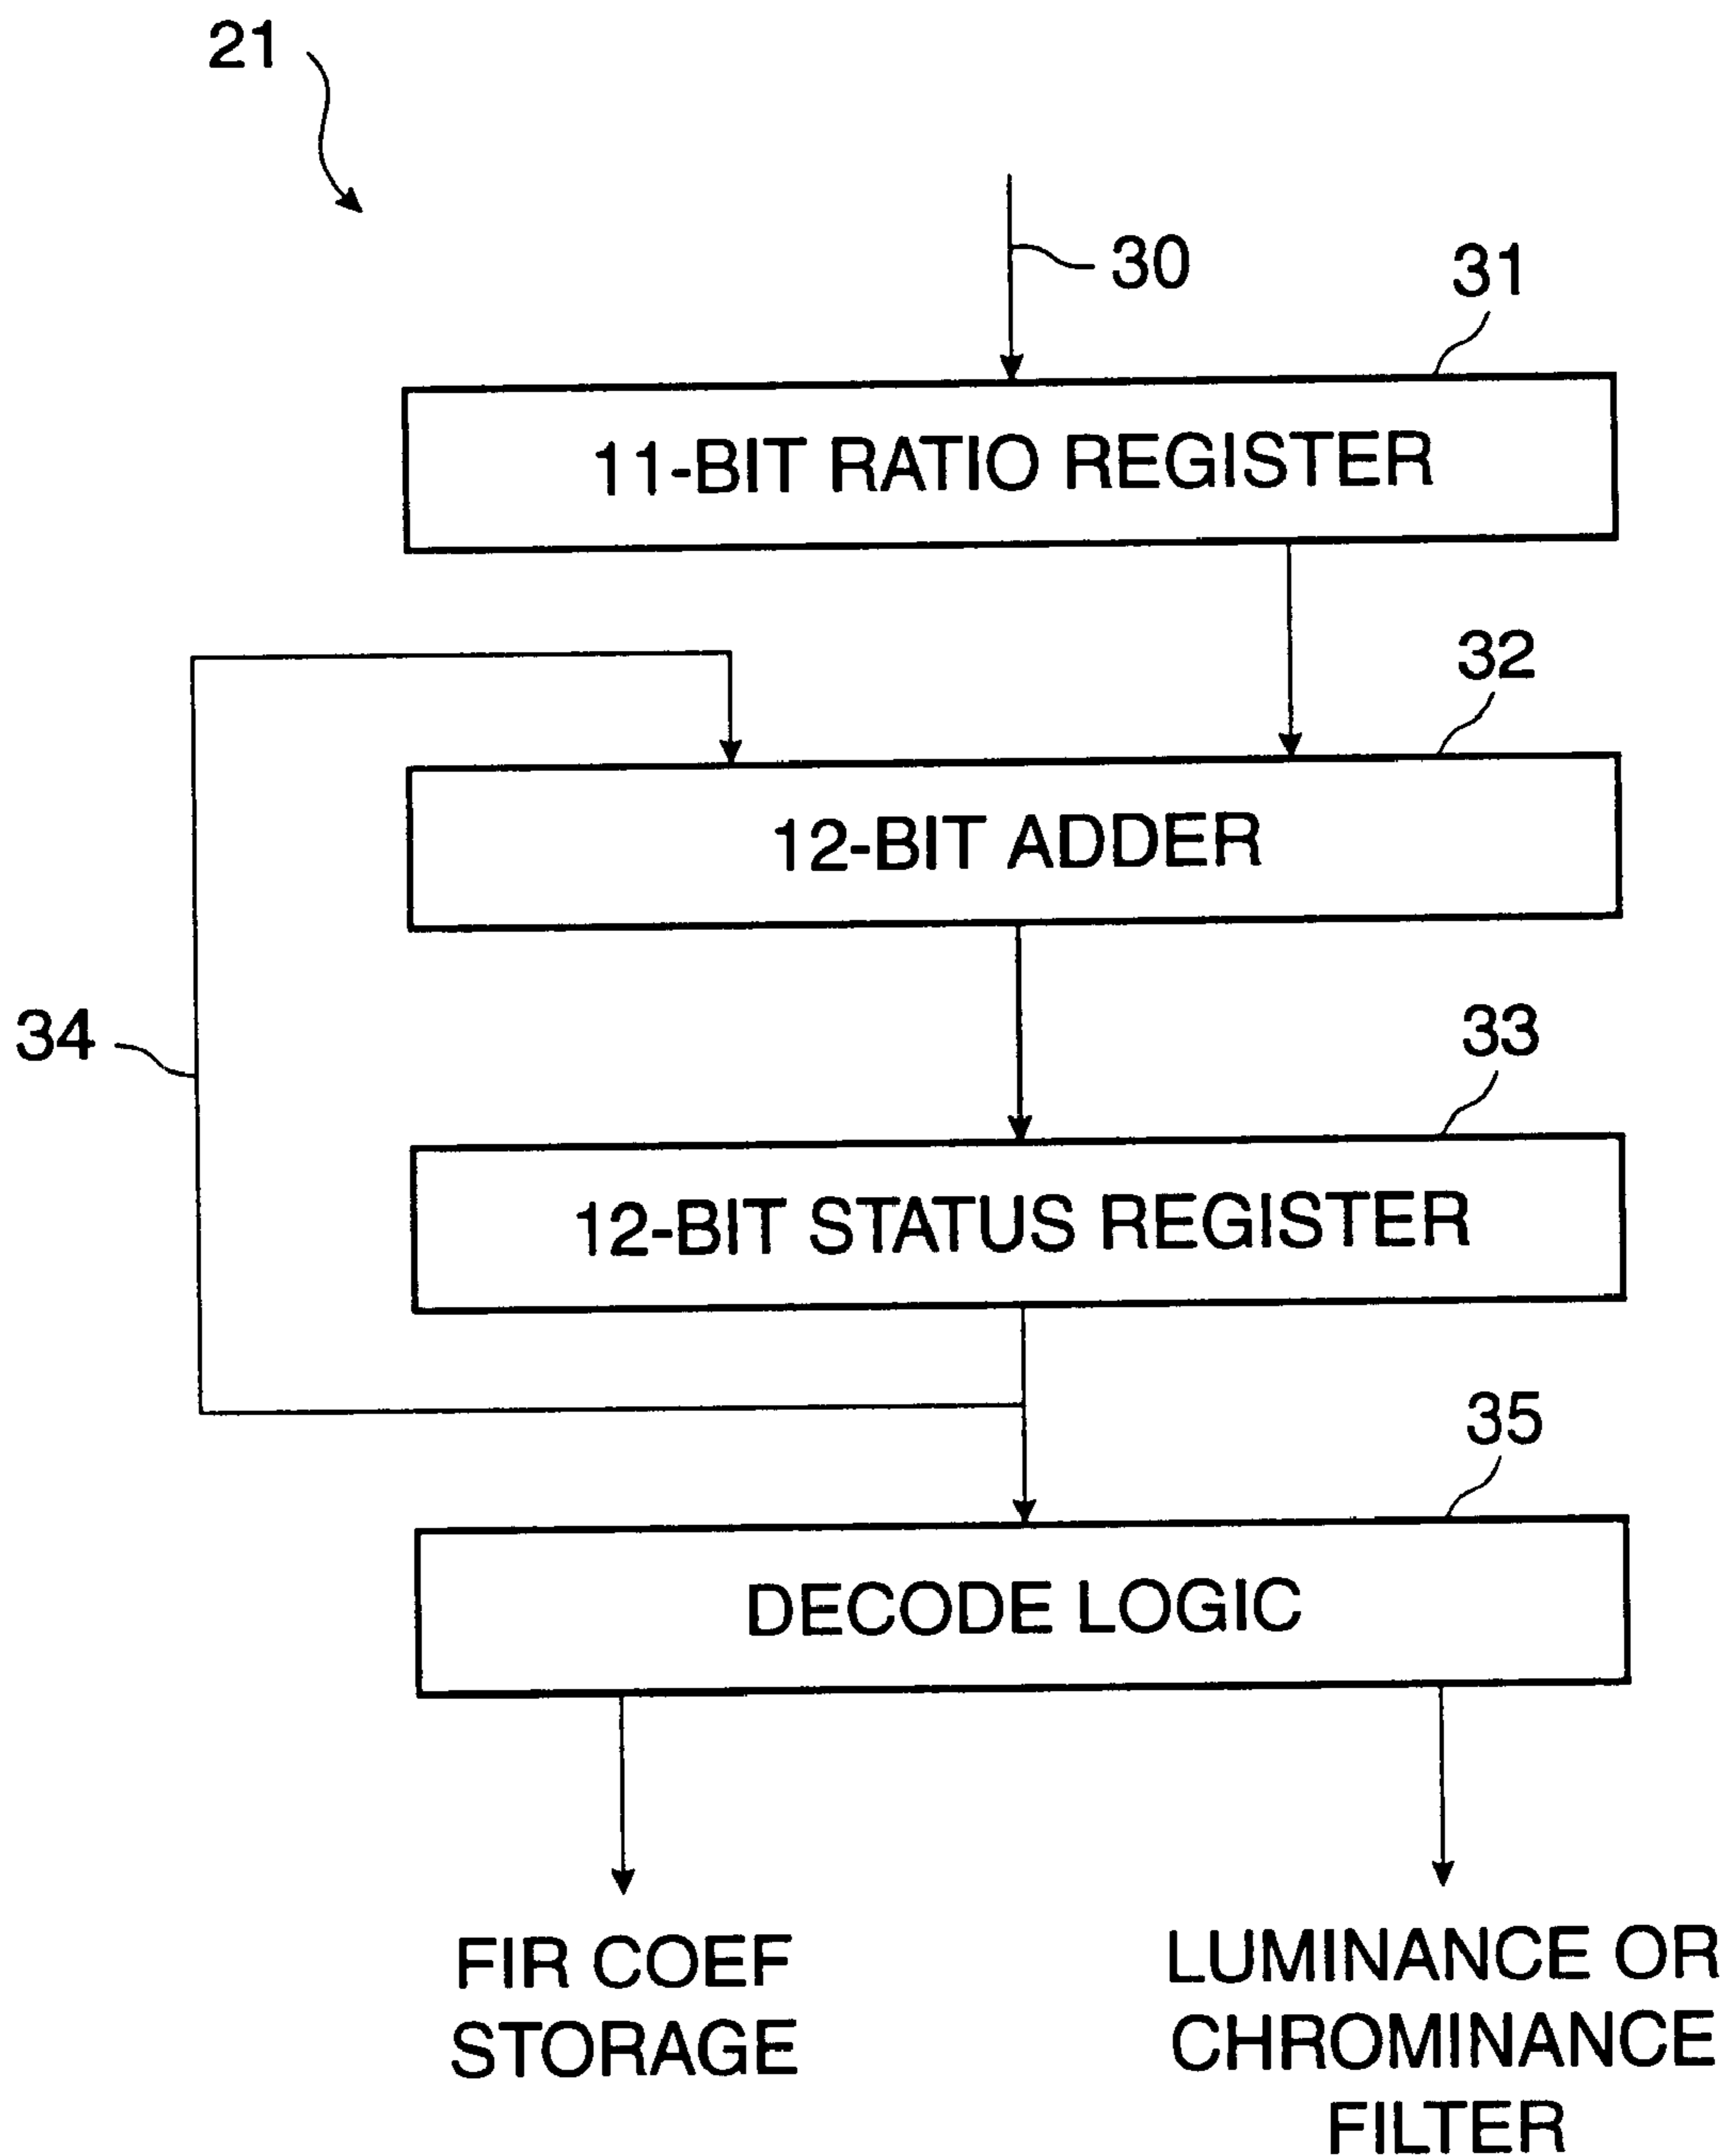 21
30
31
11-BIT RATIO REGISTER
32
12-BIT ADDER
34
33
12-BIT STATUS REGISTER
35
DECODE LOGIC
FIR COEF
STORAGE
LUMINANCE OR
CHROMINANCE
FILTER